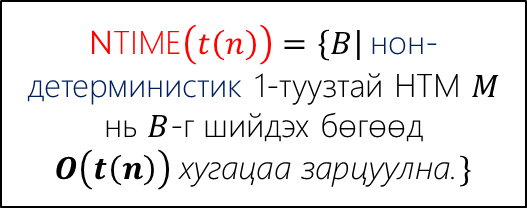 NTIME(t(n)) = {B| нон-
детерминистик 1-туузтай НТМ M
нь B-г шийдэх бөгөөд
O(t(n)) хугацаа зарцуулна.}